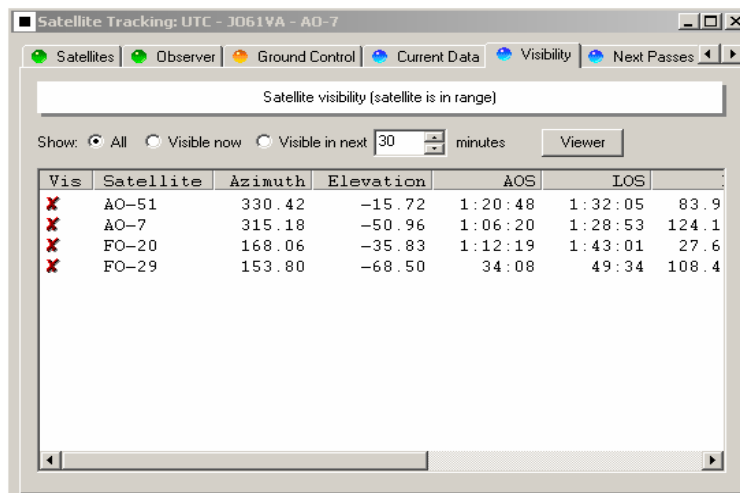 Satellite Tracking: UTC - JO61VA - AO-7
Satellites Observer Ground Control Current Data Visibility Next Passes
Satellite visibility (satellite is in range)
Show: All Visible now Visible in next 30 minutes Viewer
Vis Satellite Azimuth Elevation AOS LOS
AO-51 330.42 -15.72 1:20:48 1:32:05 83.9
AO-7 315.18 -50.96 1:06:20 1:28:53 124.1
FO-20 168.06 -35.83 1:12:19 1:43:01 27.6
FO-29 153.80 -68.50 34:08 49:34 108.4